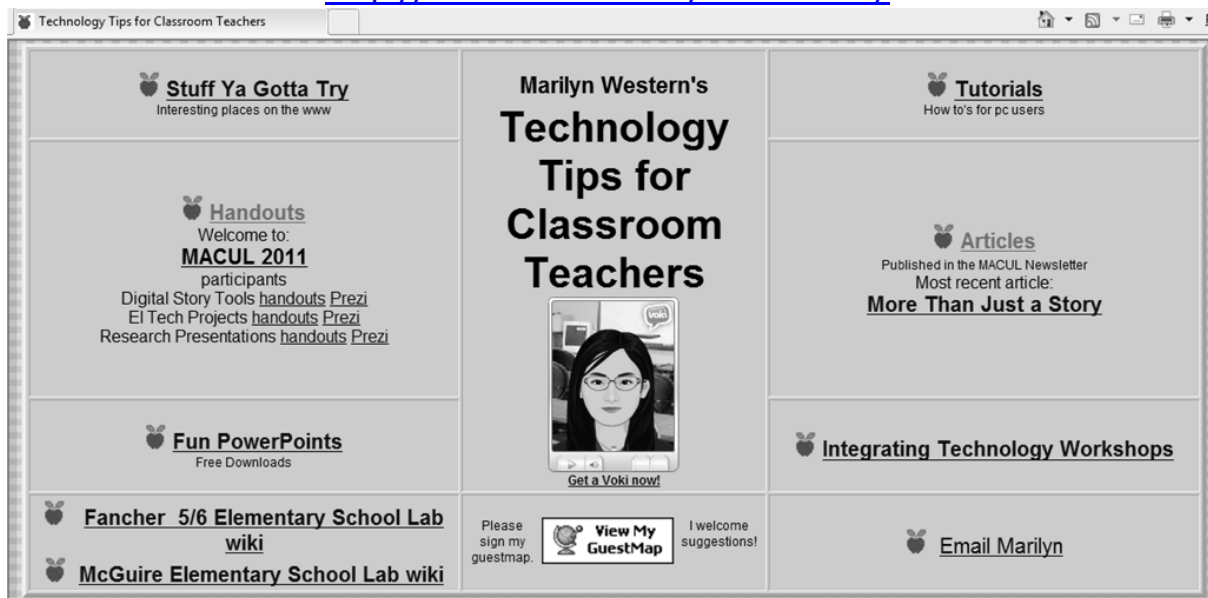 Technology Tips for Classroom Teachers
Stuff Ya Gotta Try
Interesting places on the www
Handouts
Welcome to:
MACUL 2011
participants
Digital Story Tools handouts Prezi
El Tech Projects handouts Prezi
Research Presentations handouts Prezi
Fun PowerPoints
Free Downloads
Fancher 5/6 Elementary School Lab
wiki
McGuire Elementary School Lab wiki
Marilyn Western's
Technology
Tips for
Classroom
Teachers
voki
Get a Voki now!
Please
sign my
guestmap.
View My
GuestMap
I welcome
suggestions!
Tutorials
How to's for pc users
Articles
Published in the MACUL Newsletter
Most recent article:
More Than Just a Story
Integrating Technology Workshops
Email Marilyn